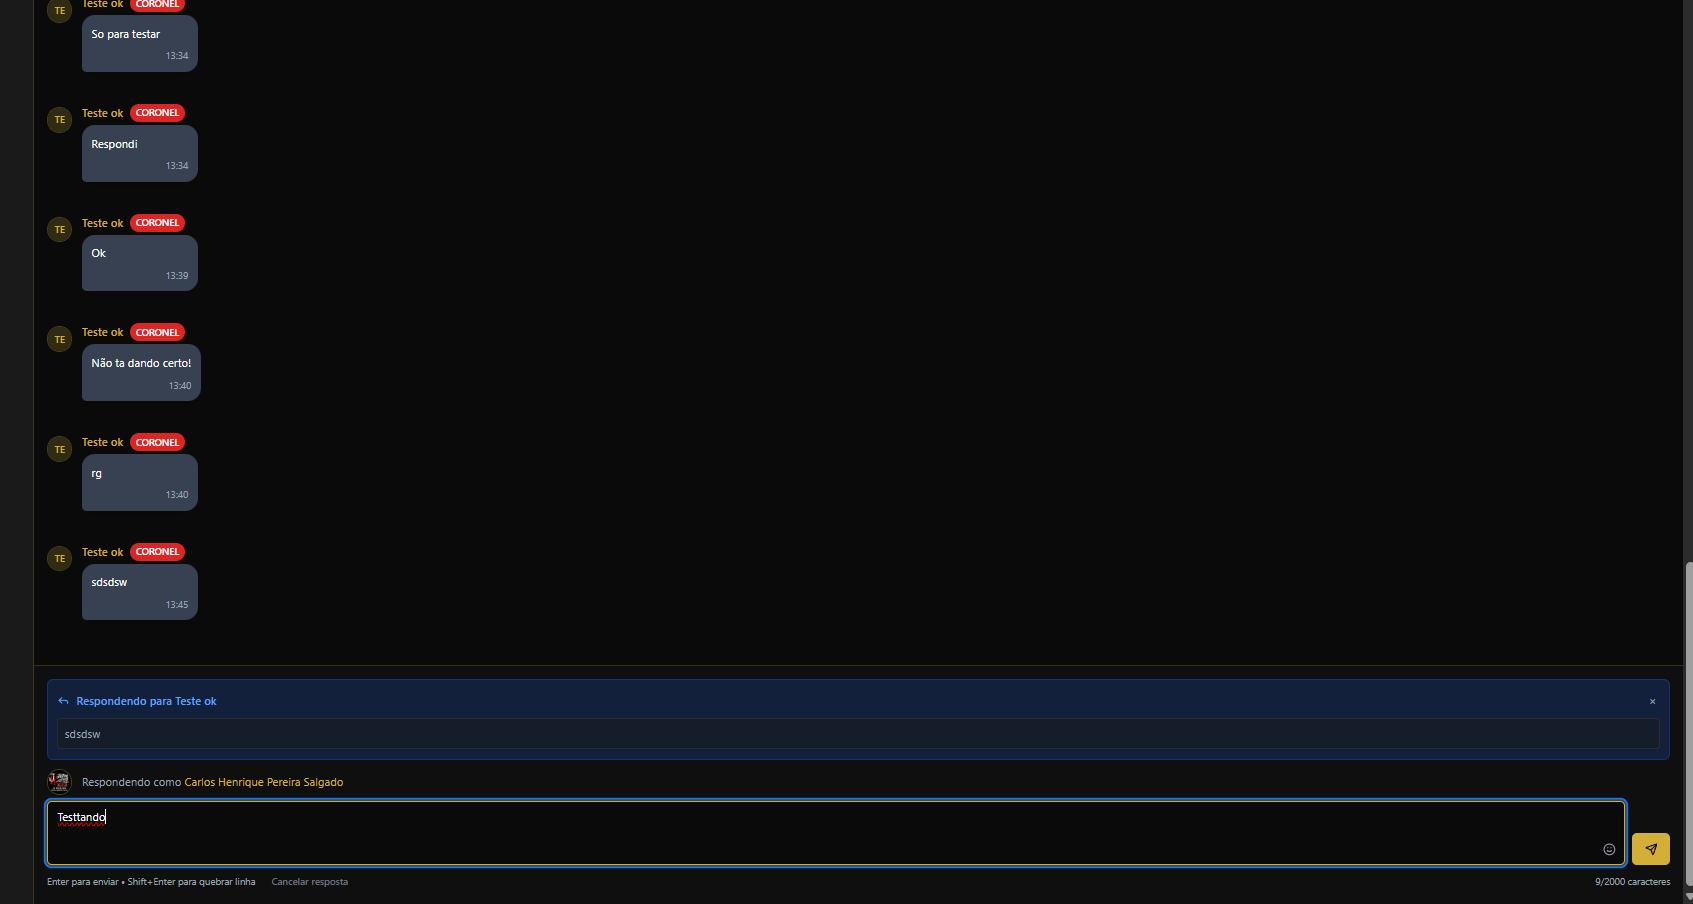 TE
Teste ok CORONEL
So para testar
13:34
TE
Teste ok CORONEL
Respondi
13:34
TE
Teste ok CORONEL
Ok
13:39
TE
Teste ok CORONEL
Não ta dando certo!
13:40
TE
Teste ok CORONEL
rg
13:40
TE
Teste ok CORONEL
sdsdsw
13:45
Respondendo para Teste ok ×
sdsdsw
Respondendo como Carlos Henrique Pereira Salgado
Testtando
Enter para enviar • Shift+Enter para quebrar linha Cancelar resposta 9/2000 caracteres